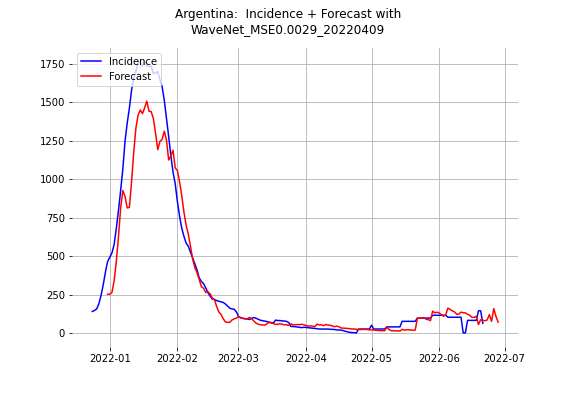 Argentina:  Incidence + Forecast with
WaveNet_MSE0.0029_20220409
Incidence
Forecast
1750
1500
1250
1000
750
500
250
0
2022-01 2022-02 2022-03 2022-04 2022-05 2022-06 2022-07